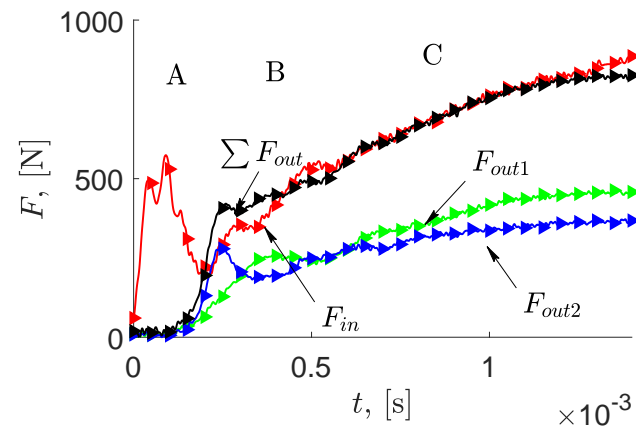 1000
A
B
C
∑ F_out
F_out1
500
F, [N]
F_in
F_out2
0
0
0.5
1
t, [s]
×10^-3